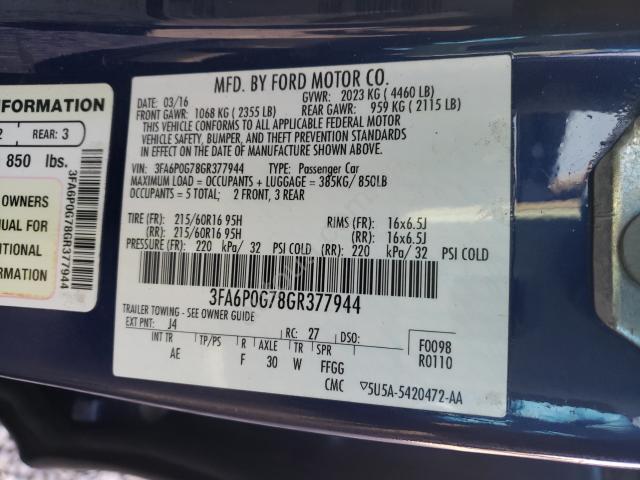 NFORMATION
2 REAR: 3
850 lbs.
OWNERS
NUAL FOR
ITIONAL
FORMATION
3FA6P0G78GR377944
MFD. BY FORD MOTOR CO.
DATE: 03/16 GVWR: 2023 KG ( 4460 LB)
FRONT GAWR: 1068 KG ( 2355 LB) REAR GAWR: 959 KG ( 2115 LB)
THIS VEHICLE CONFORMS TO ALL APPLICABLE FEDERAL MOTOR
VEHICLE SAFETY, BUMPER, AND THEFT PREVENTION STANDARDS
IN EFFECT ON THE DATE OF MANUFACTURE SHOWN ABOVE.
VIN: 3FA6P0G78GR377944 TYPE: Passenger Car
MAXIMUM LOAD = OCCUPANTS + LUGGAGE = 385KG/ 850LB
OCCUPANTS = 5 TOTAL; 2 FRONT, 3 REAR
TIRE (FR): 215/60R16 95H RIMS (FR): 16x6.5J
(RR): 215/60R16 95H (RR): 16x6.5J
PRESSURE (FR): 220 kPa/ 32 PSI COLD (RR): 220 kPa/ 32 PSI COLD
3FA6P0G78GR377944
TRAILER TOWING - SEE OWNER GUIDE
EXT PNT: J4 RC: 27 DSO: F0098
INT TR TP/PS R AXLE TR SPR R0110
AE F 30 W FFGG
CMC 5U5A-5420472-AA